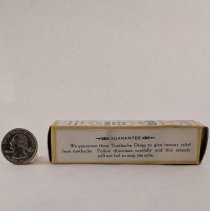 GUARANTEE
We guarantee these Toothache Drops to give instant relief
from toothache. Follow directions carefully and this remedy
will not fail to stop the ache.